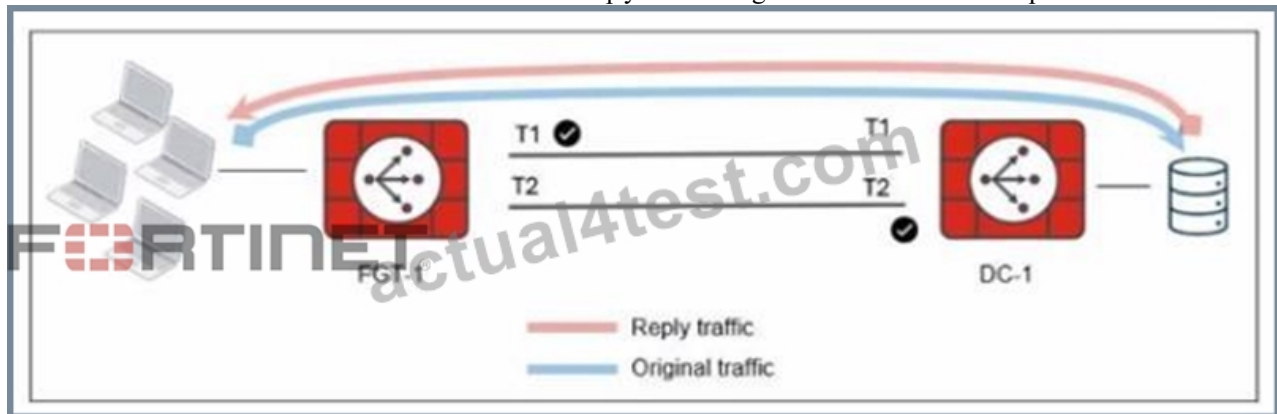 T1 T1
T2 T2
FORTINET
actual4test.com
FGT-1 DC-1
Reply traffic
Original traffic